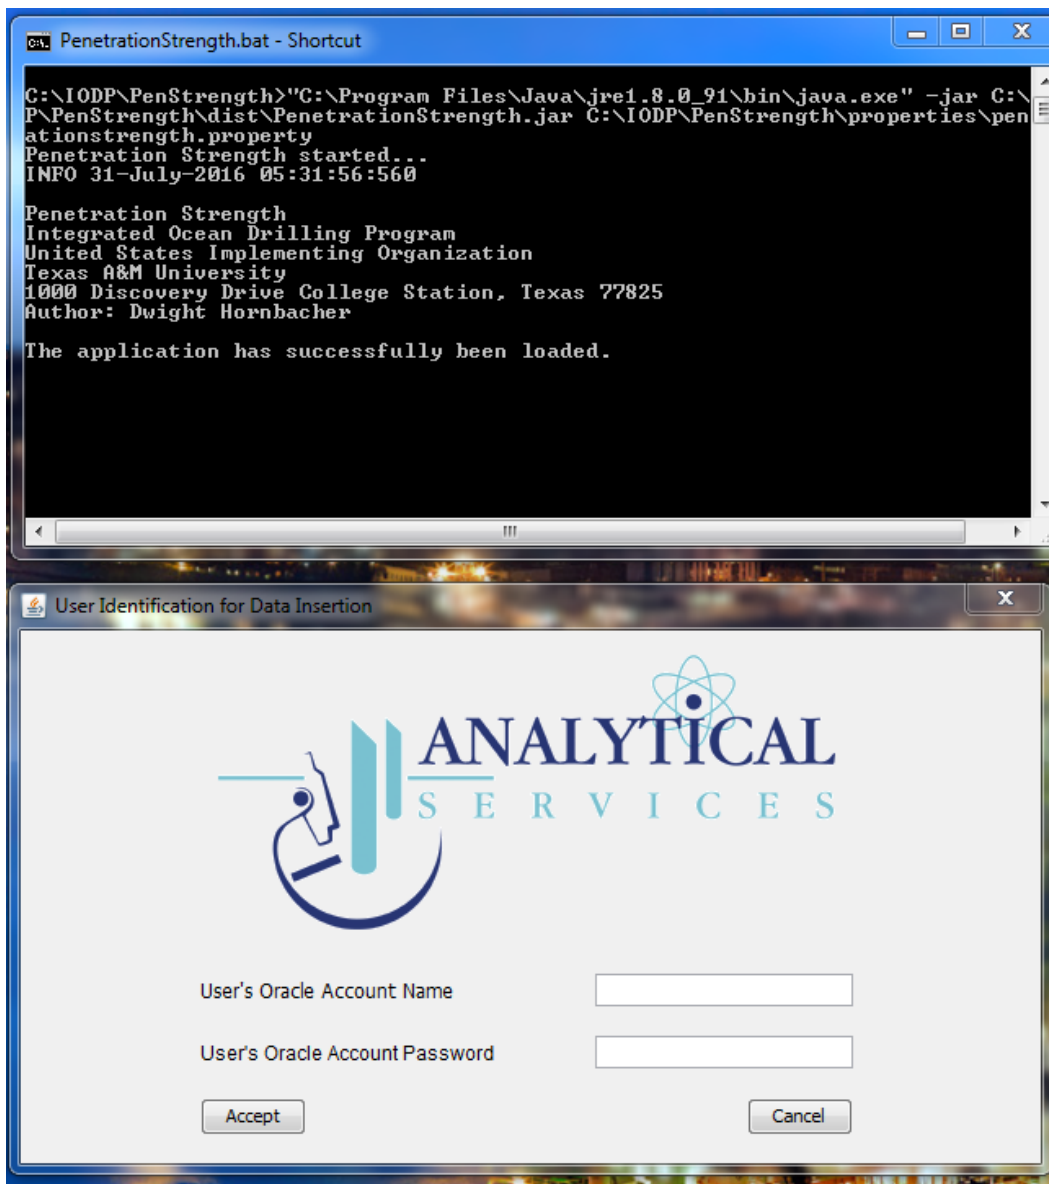 PenetrationStrength.bat - Shortcut
C:\IODP\PenStrength>"C:\Program Files\Java\jre1.8.0_91\bin\java.exe" -jar C:\
P\PenStrength\dist\PenetrationStrength.jar C:\IODP\PenStrength\properties\pen
ationstrength.property
Penetration Strength started...
INFO 31-July-2016 05:31:56:560
Penetration Strength
Integrated Ocean Drilling Program
United States Implementing Organization
Texas A&M University
1000 Discovery Drive College Station, Texas 77825
Author: Dwight Hornbacher
The application has successfully been loaded.
User Identification for Data Insertion
ANALYTICAL
SERVICES
User's Oracle Account Name
User's Oracle Account Password
Accept Cancel